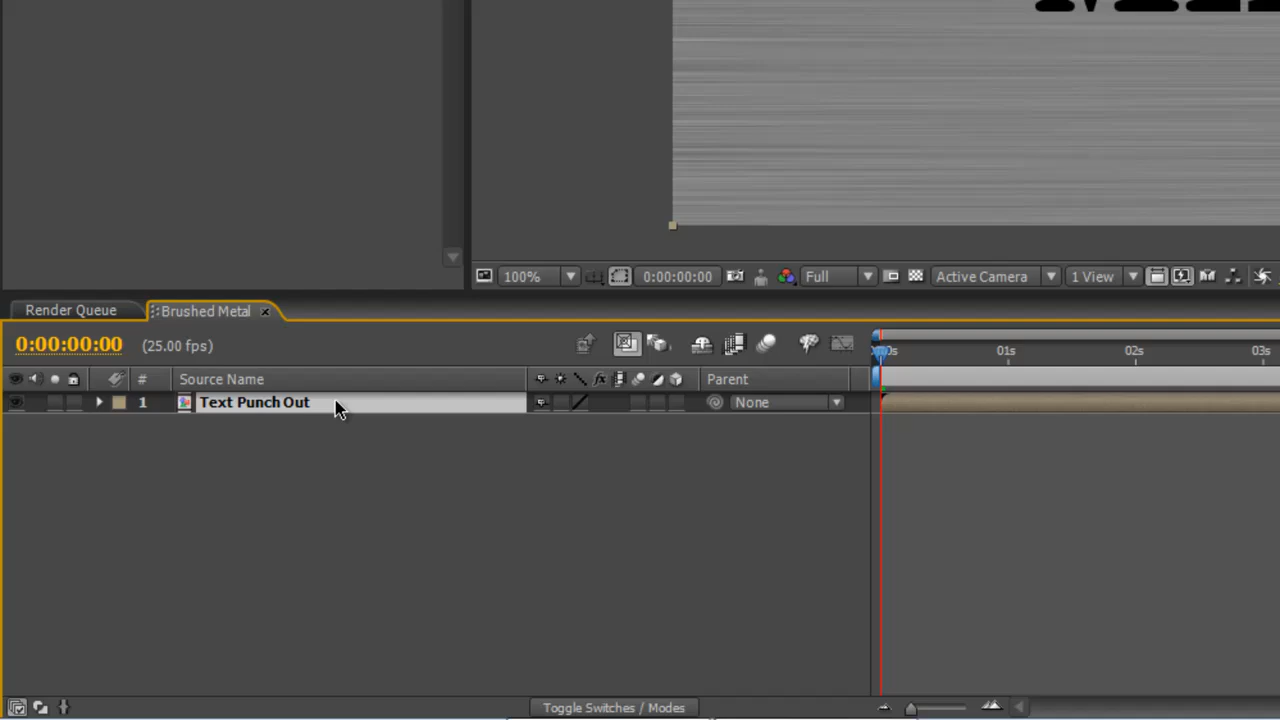 100%
0:00:00:00
Full
Active Camera
1 View
Render Queue
Brushed Metal
0:00:00:00
(25.00 fps)
01s
02s
03s
#
Source Name
Parent
1
Text Punch Out
None
Toggle Switches / Modes